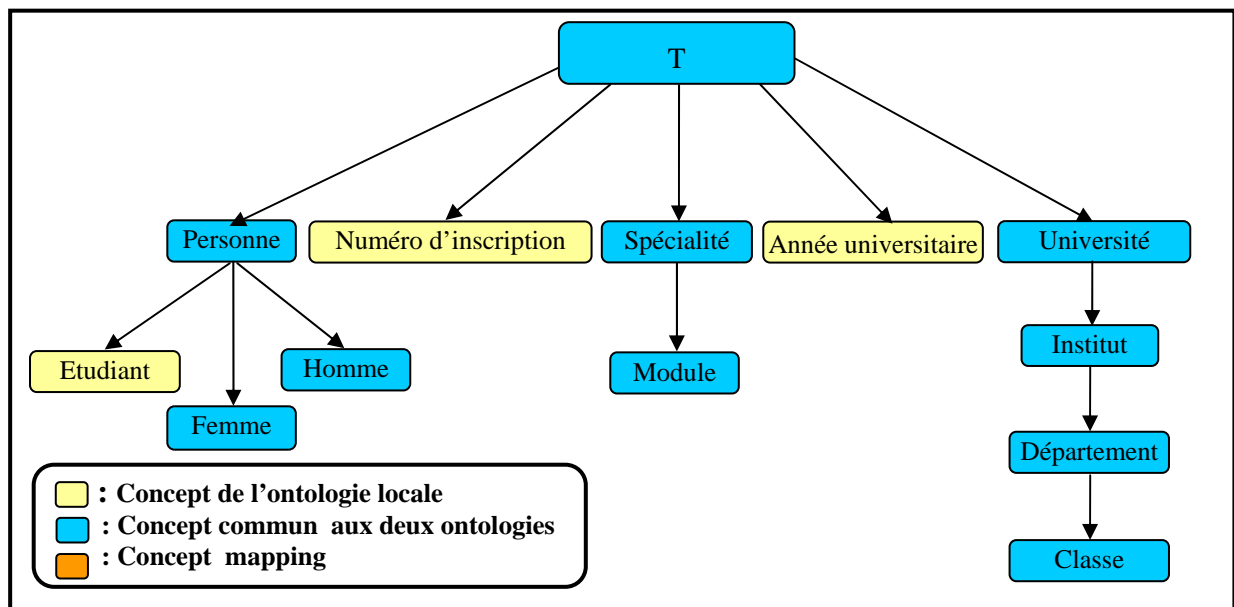 T
Personne
Numéro d’inscription
Spécialité
Année universitaire
Université
Etudiant
Homme
Module
Institut
Femme
Département
Classe
: Concept de l’ontologie locale
: Concept commun aux deux ontologies
: Concept mapping